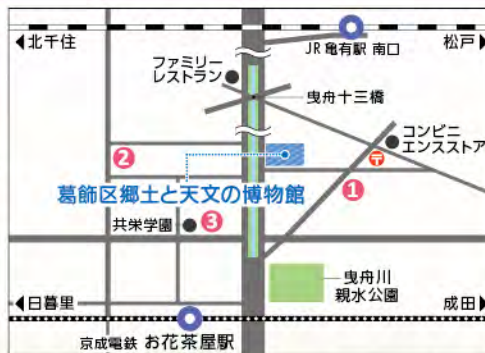 北千住
JR 亀有駅 南口
松戸
ファミリー
レストラン
曳舟十三橋
コンビニ
エンスストア
〒
2
1
葛飾区郷土と天文の博物館
共栄学園
3
曳舟川
親水公園
日暮里
成田
京成電鉄 お花茶屋駅